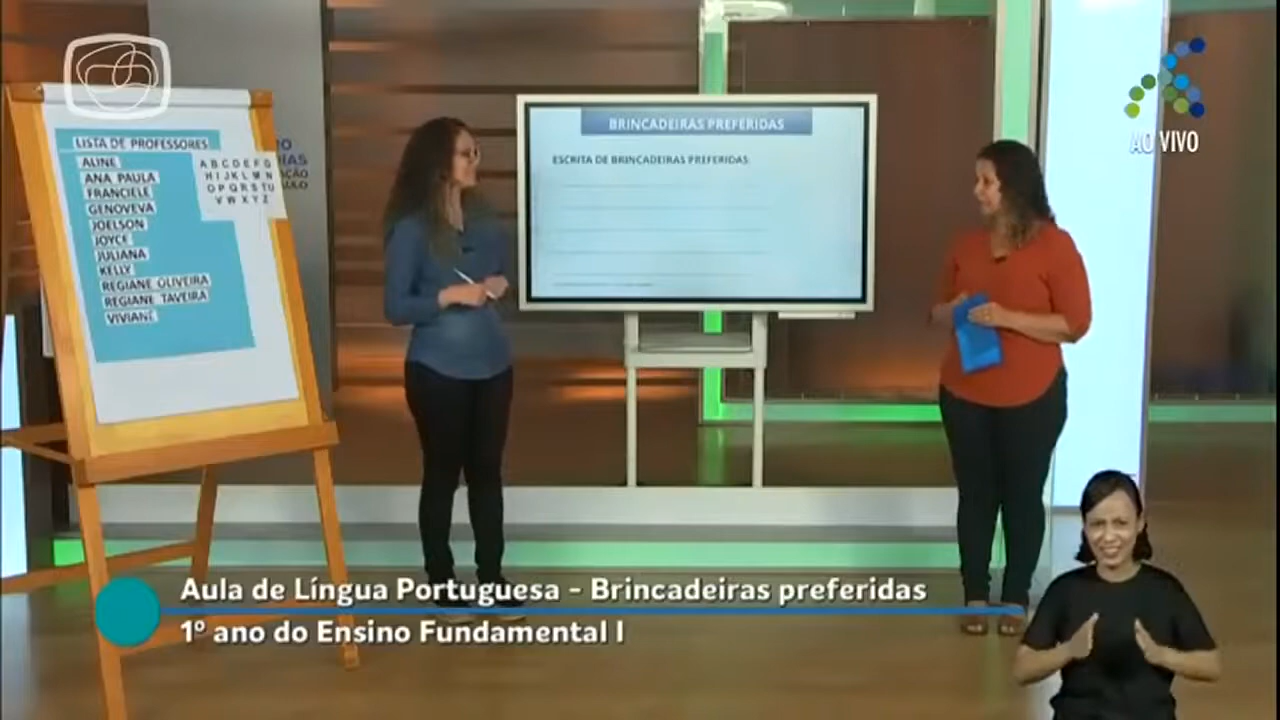 LISTA DE PROFESSORES
ALINE
ANA PAULA
FRANCIELE
GENOVEVA
JOELSON
JOYCE
JULIANA
KELLY
REGIANE OLIVEIRA
REGIANE TAVEIRA
VIVIANE
A B C D E F G
H I J K L M N
O P Q R S T U
V W X Y Z
BRINCADEIRAS PREFERIDAS
ESCRITA DE BRINCADEIRAS PREFERIDAS
AO VIVO
Aula de Língua Portuguesa - Brincadeiras preferidas
1º ano do Ensino Fundamental I